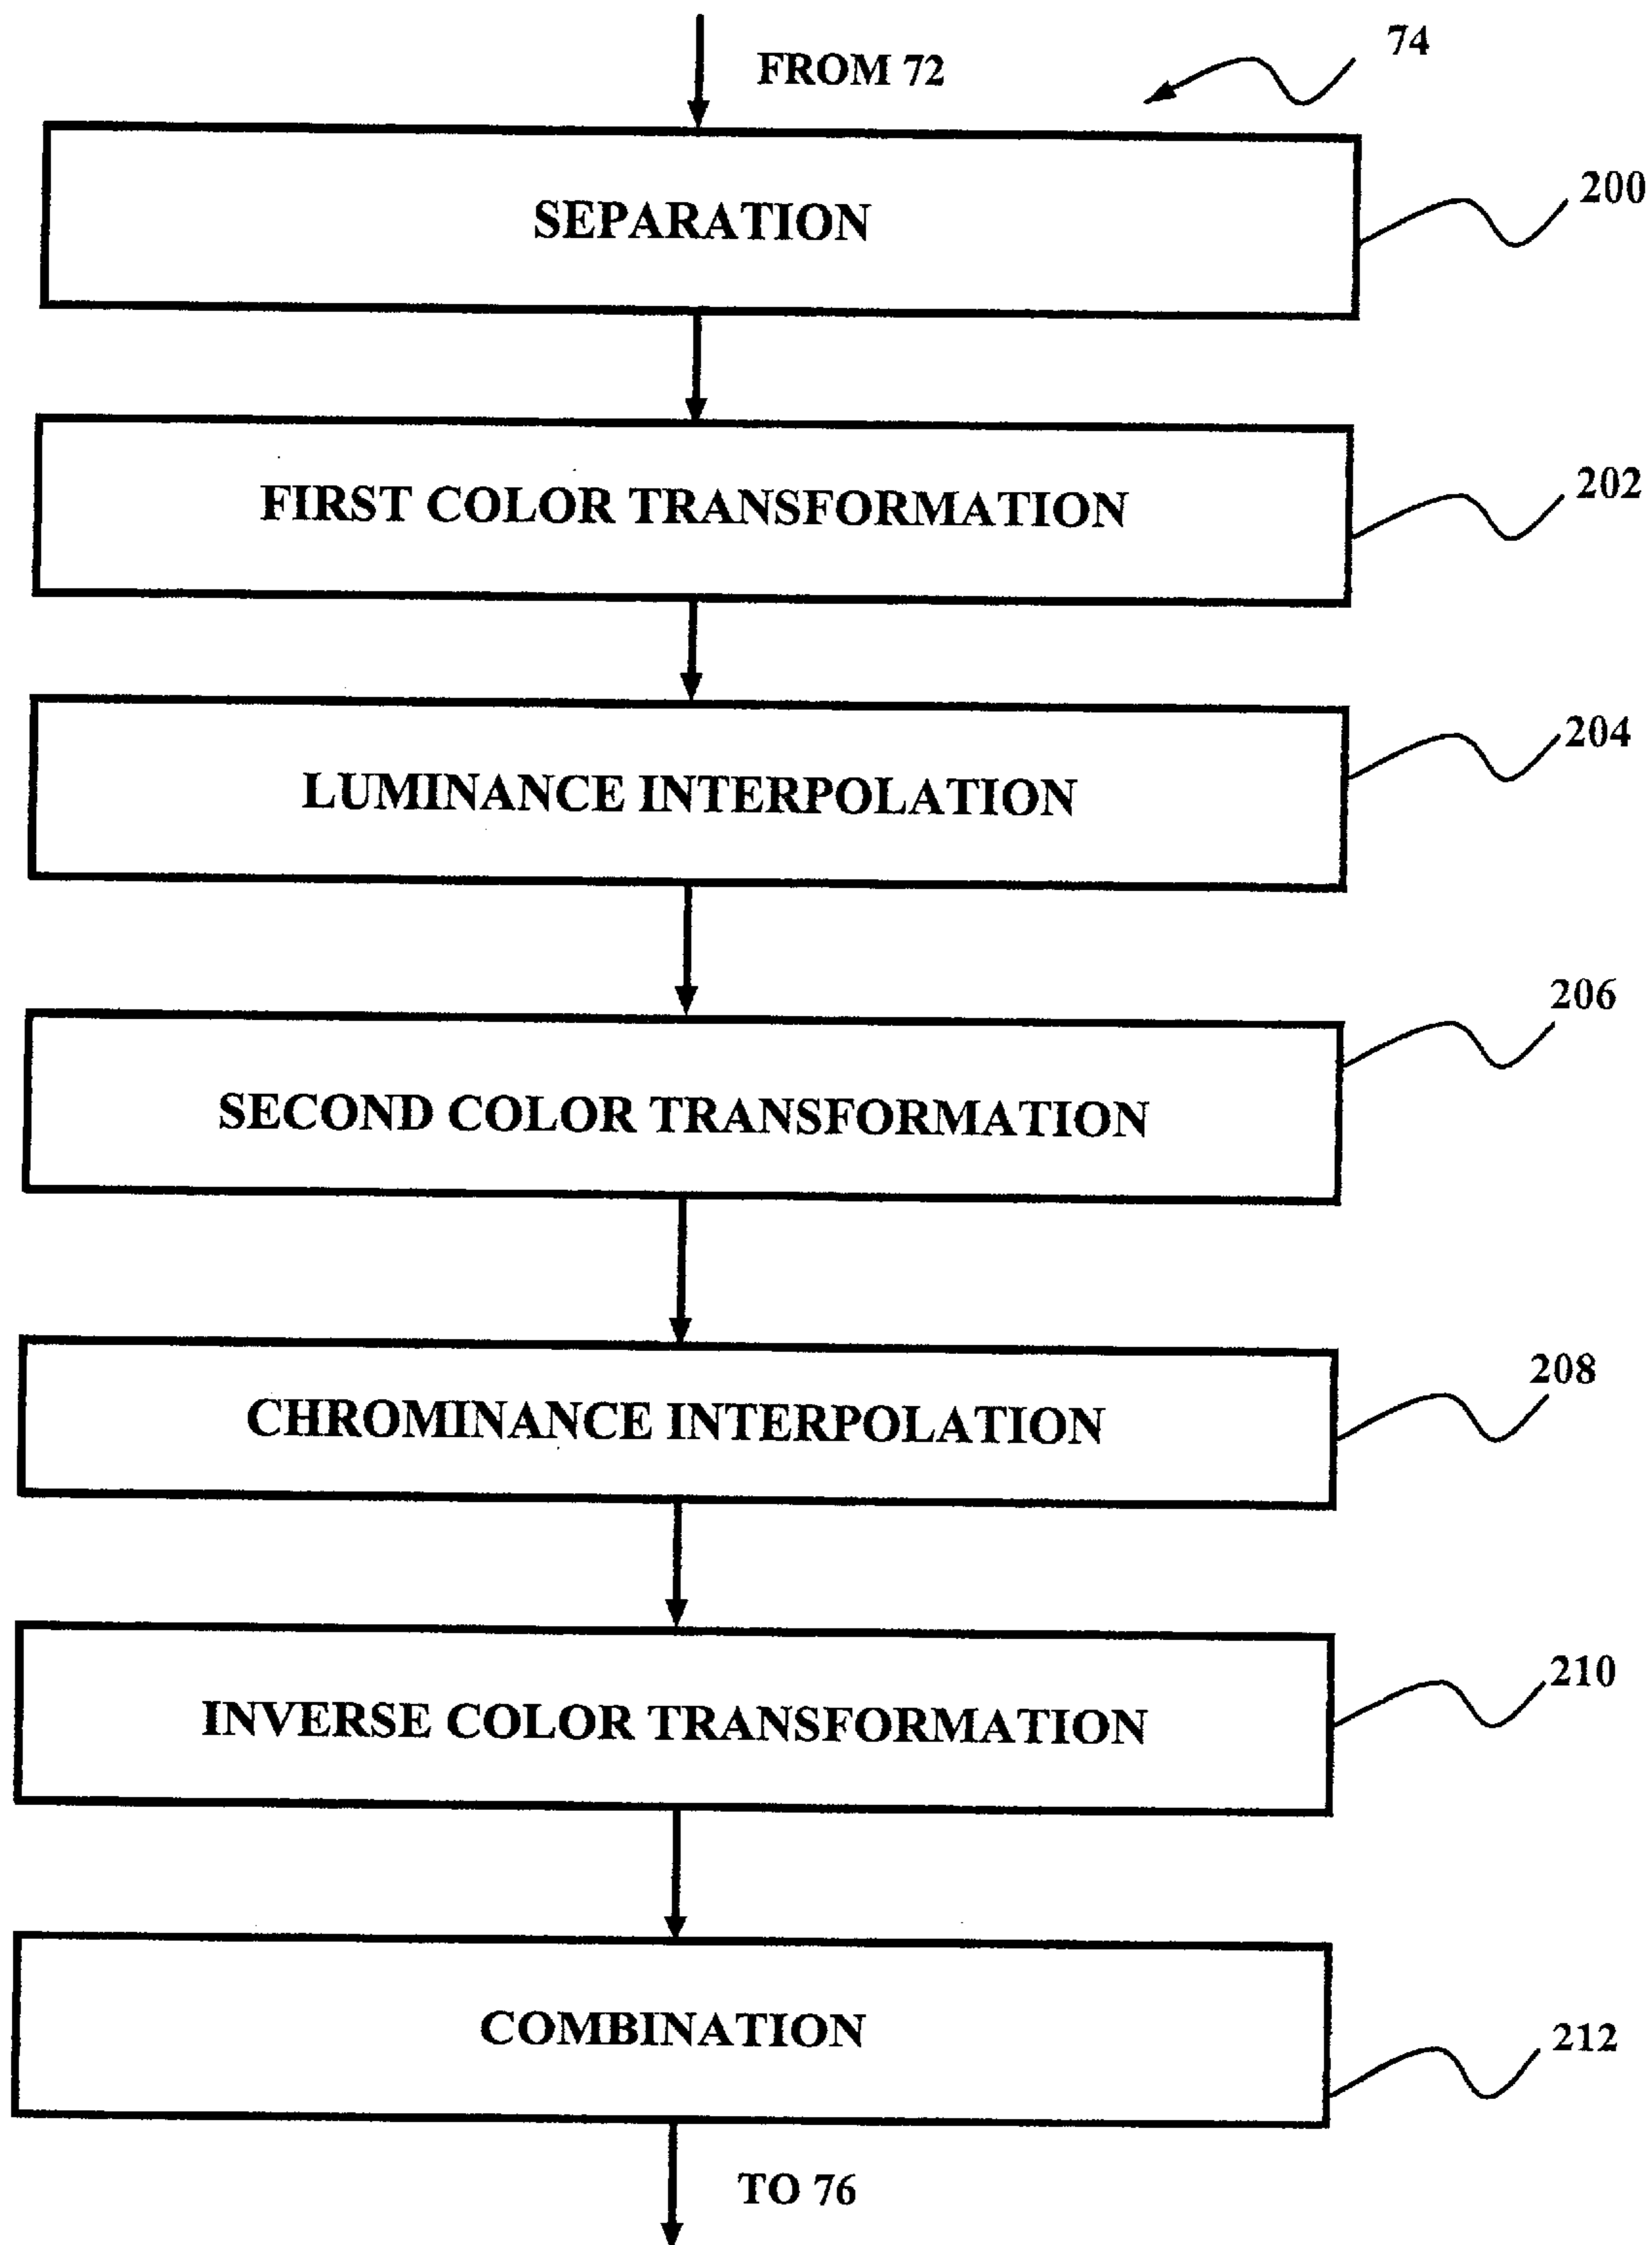 FROM 72
74
SEPARATION
200
FIRST COLOR TRANSFORMATION
202
LUMINANCE INTERPOLATION
204
SECOND COLOR TRANSFORMATION
206
CHROMINANCE INTERPOLATION
208
INVERSE COLOR TRANSFORMATION
210
COMBINATION
212
TO 76